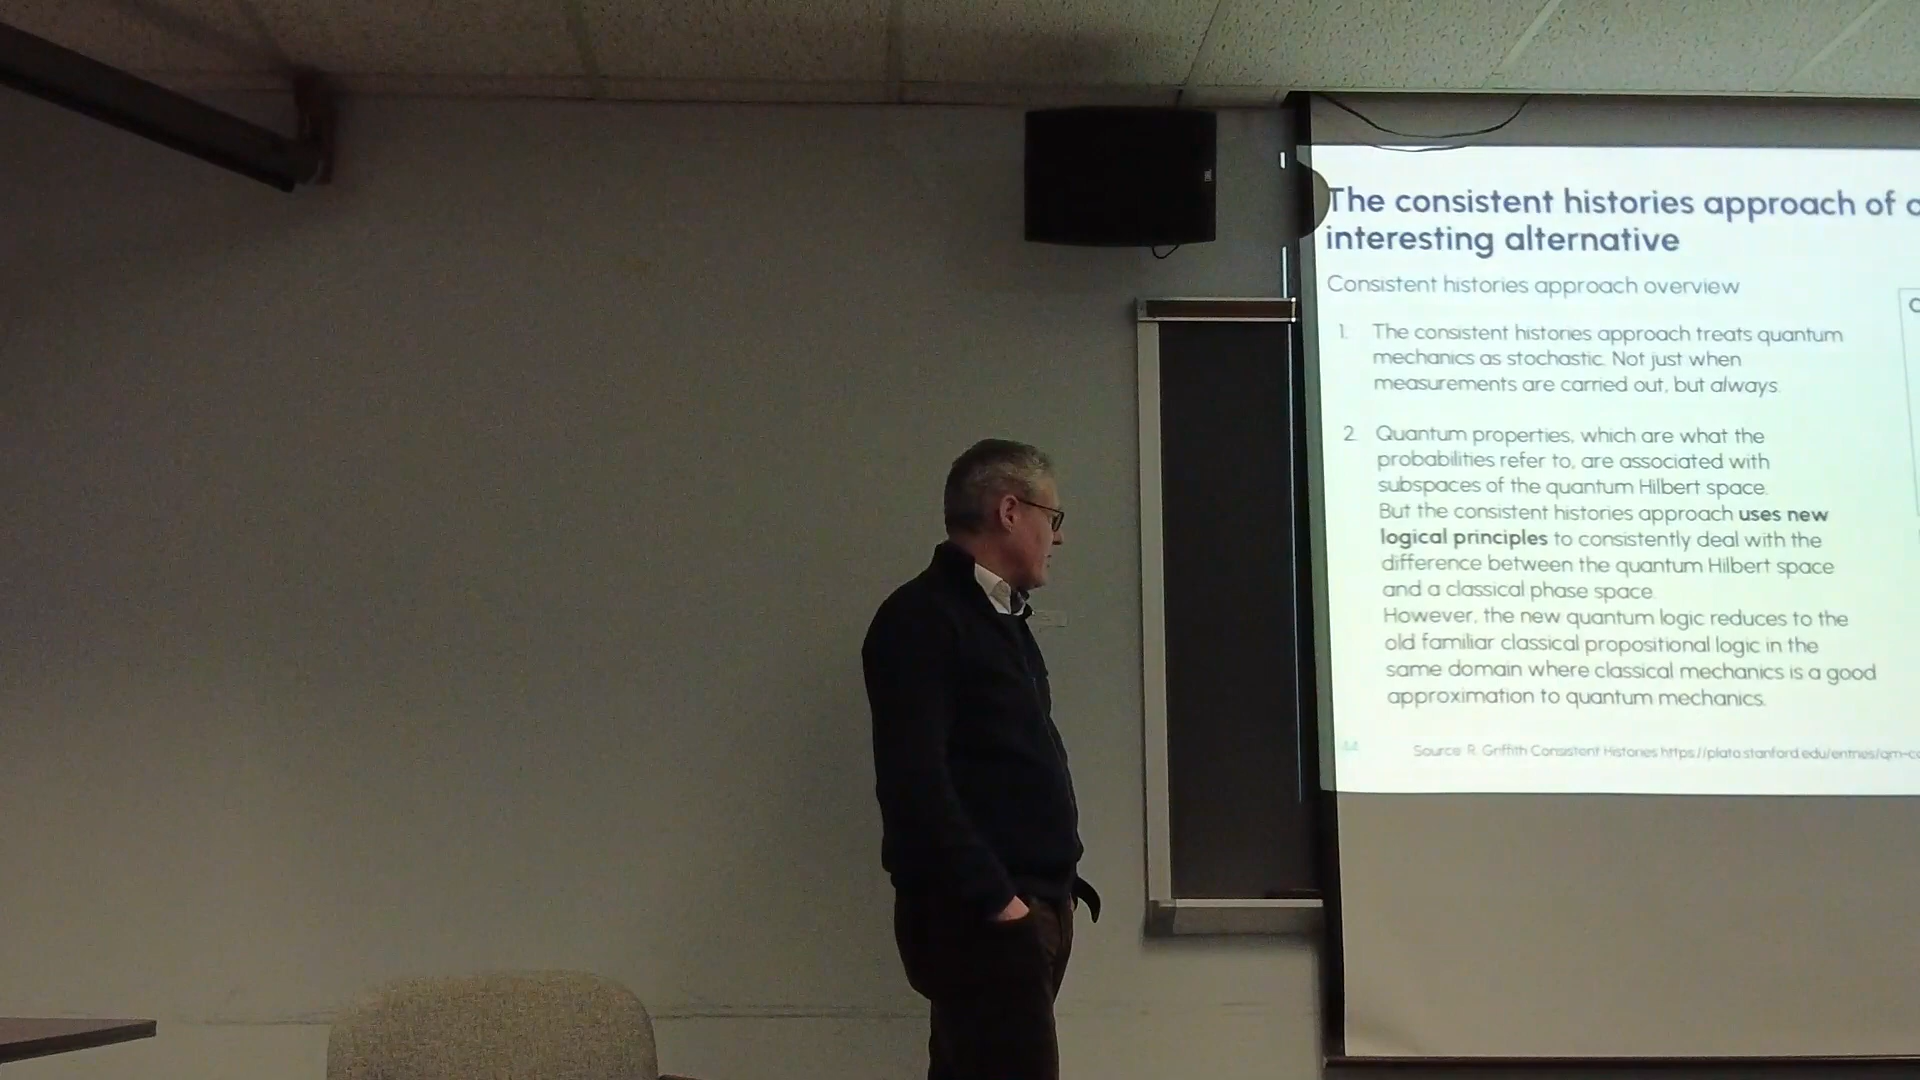 The consistent histories approach of
interesting alternative
Consistent histories approach overview
1. The consistent histories approach treats quantum
mechanics as stochastic. Not just when
measurements are carried out, but always.
2. Quantum properties, which are what the
probabilities refer to, are associated with
subspaces of the quantum Hilbert space.
But the consistent histories approach uses new
logical principles to consistently deal with the
difference between the quantum Hilbert space
and a classical phase space.
However, the new quantum logic reduces to the
old familiar classical propositional logic in the
same domain where classical mechanics is a good
approximation to quantum mechanics.
44
Source: R. Griffith Consistent Histories https://plato.stanford.edu/entries/qm-co